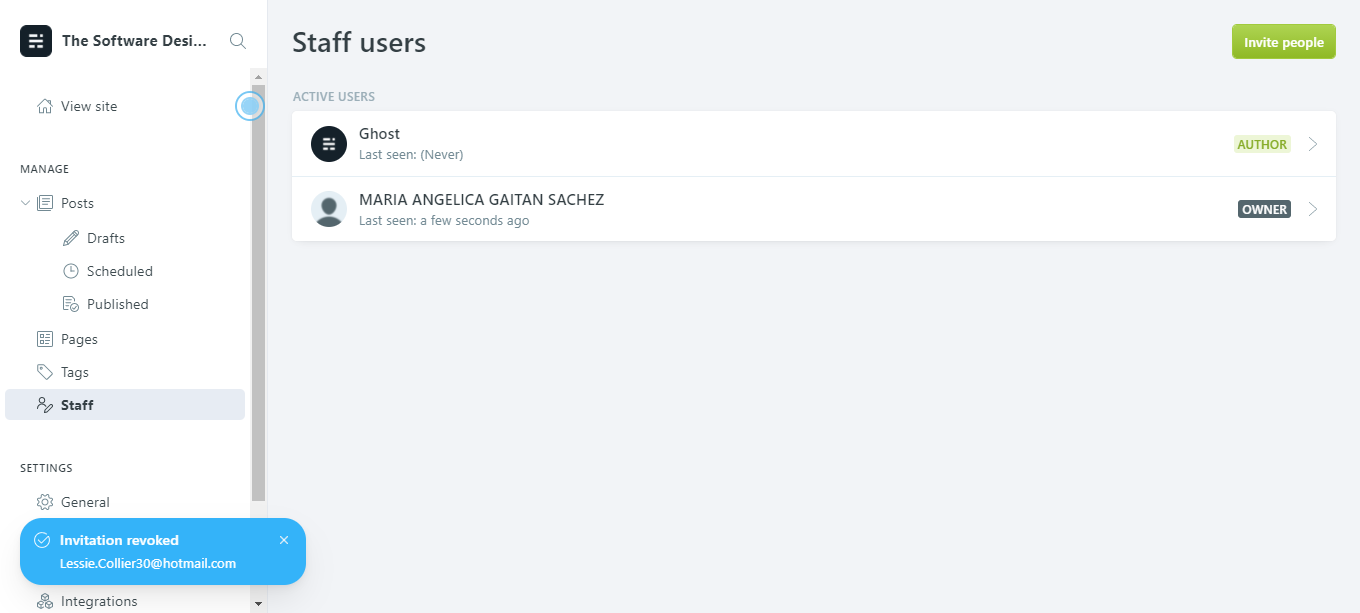 The Software Desi...
View site
MANAGE
Posts
Drafts
Scheduled
Published
Pages
Tags
Staff
SETTINGS
General
Invitation revoked
Lessie.Collier30@hotmail.com
Integrations
Staff users
Invite people
ACTIVE USERS
Ghost
Last seen: (Never)
AUTHOR
MARIA ANGELICA GAITAN SACHEZ
Last seen: a few seconds ago
OWNER